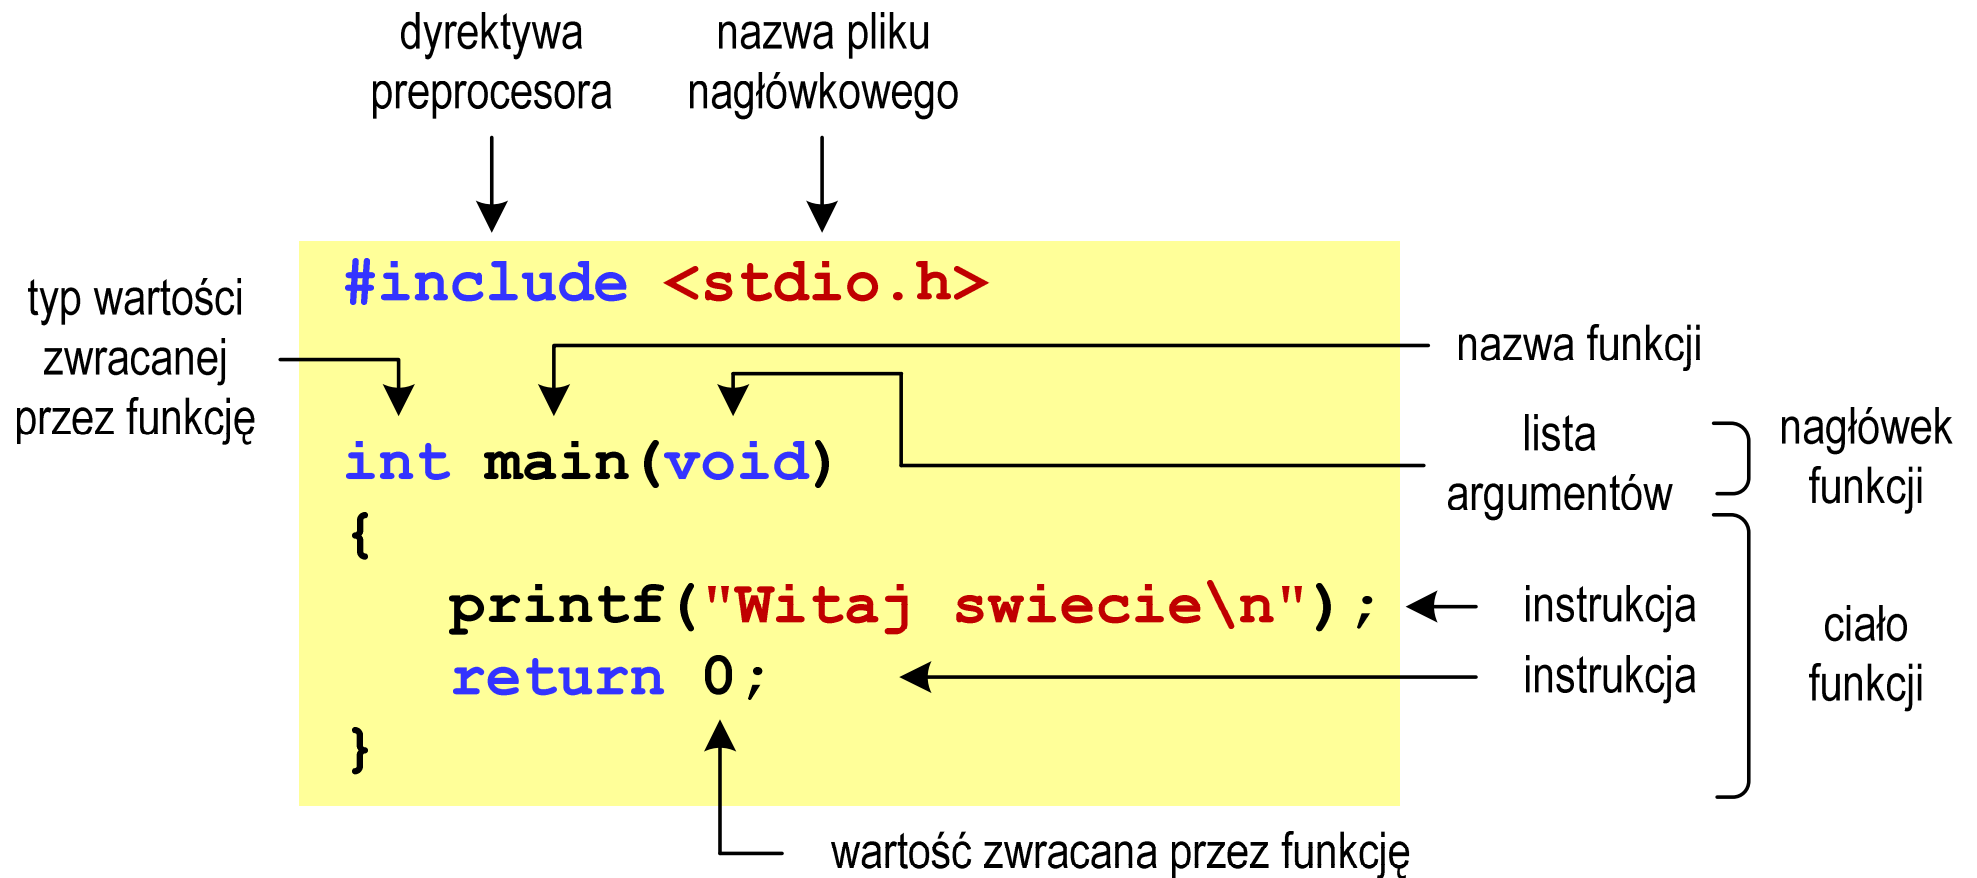 dyrektywa
preprocesora
nazwa pliku
nagłówkowego
#include <stdio.h>
typ wartości
zwracanej
przez funkcję
nazwa funkcji
int main(void)
lista
argumentów
nagłówek
funkcji
{
printf("Witaj swiecie\n");
instrukcja
return 0;
instrukcja
ciało
funkcji
}
wartość zwracana przez funkcję